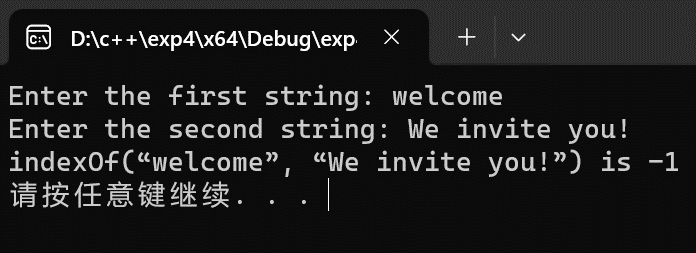 D:\c++\exp4\x64\Debug\exp
Enter the first string: welcome
Enter the second string: We invite you!
indexOf(“welcome”, “We invite you!”) is -1
请按任意键继续. . .